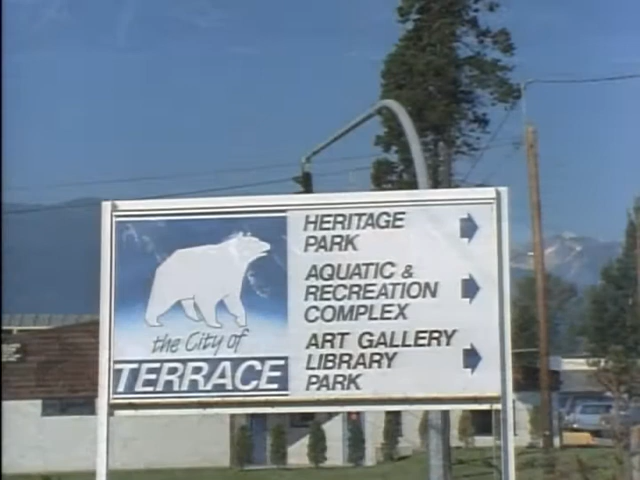 HERITAGE
PARK
AQUATIC &
RECREATION
COMPLEX
ART GALLERY
LIBRARY
PARK
the City of
TERRACE